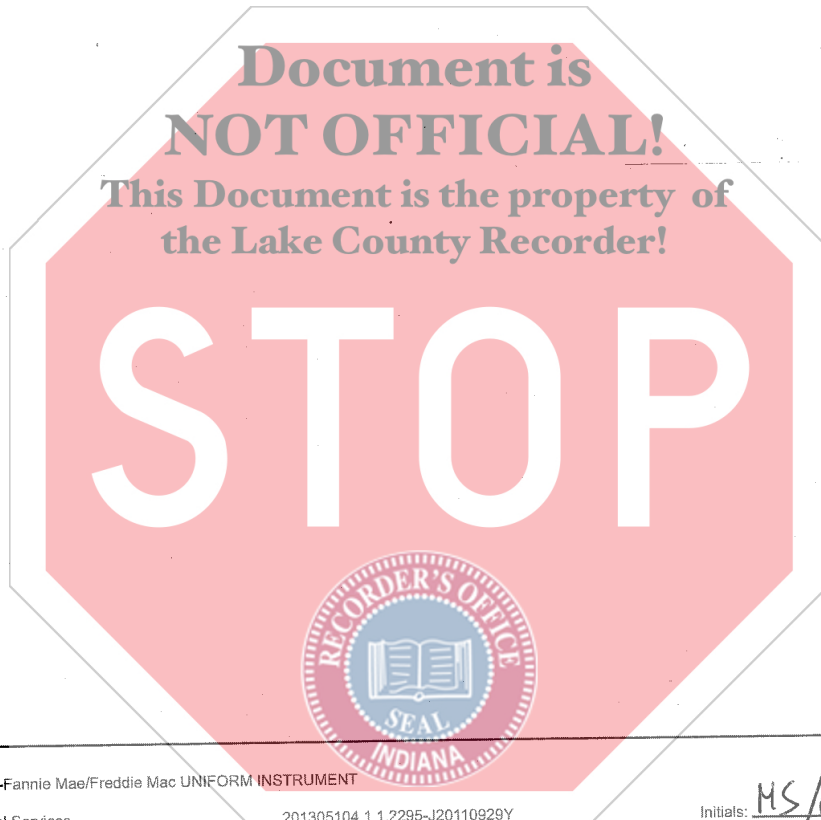 Document is
NOT OFFICIAL!
This Document is the property of
the Lake County Recorder!
STOP
RECORDER'S OFFICE
SEAL
INDIANA
-Fannie Mae/Freddie Mac UNIFORM INSTRUMENT
Services
201305104.1.1.2295-J20110929Y
Initials: MS/